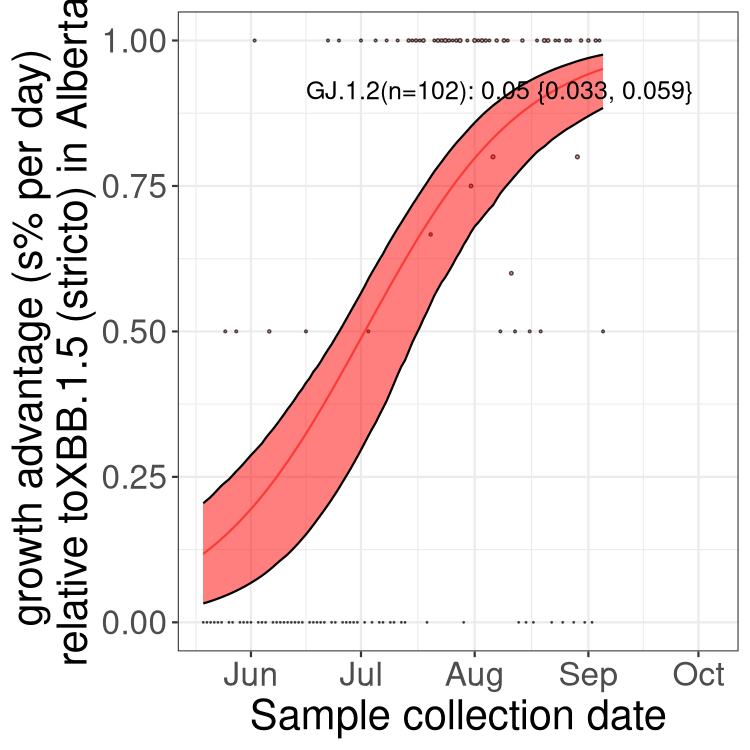 growth advantage (s% per day)
relative toXBB.1.5 (stricto) in Alberta
1.00
0.75
0.50
0.25
0.00
GJ.1.2(n=102): 0.05 {0.033, 0.059}
Jun Jul Aug Sep Oct
Sample collection date